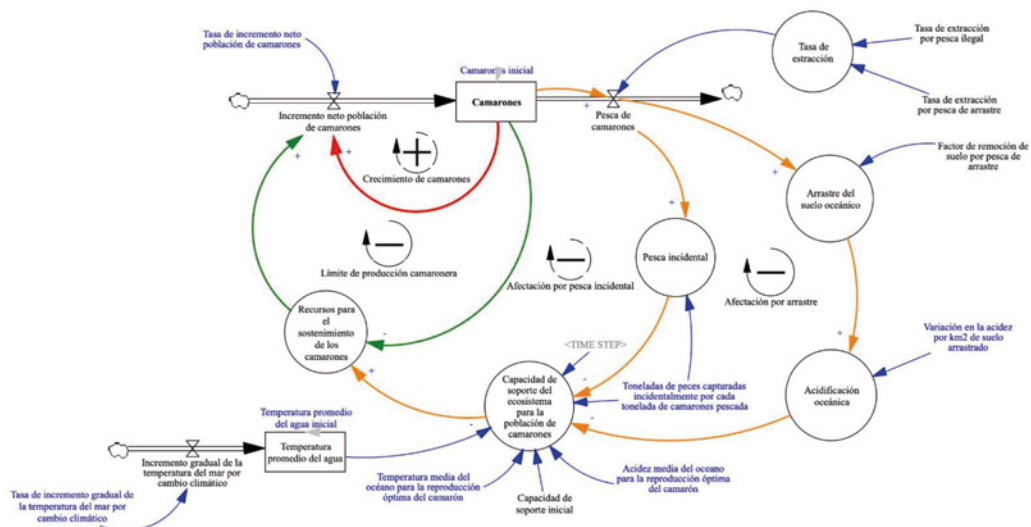 Tasa de incremento neto
población de camarones
Camarones inicial
Camarones
Incremento neto población
de camarones
Pesca de
camarones
Tasa de
extracción
Tasa de extracción
por pesca ilegal
Tasa de extracción
por pesca de arrastre
Factor de remoción de
suelo por pesca de
arrastre
Arrastre del
suelo oceánico
Crecimiento de camarones
Límite de producción camaronera
Afectación por pesca incidental
Pesca incidental
Afectación por arrastre
Recursos para
el
sostenimiento
de los
camarones
<TIME STEP>
Capacidad de
soporte del
ecosistema
para la
población de
camarones
Toneladas de peces capturadas
incidentalmente por cada
tonelada de camarones pescada
Variación en la acidez
por km2 de suelo
arrastrado
Acidificación
oceánica
Temperatura promedio
del agua inicial
Temperatura
promedio del agua
Incremento gradual de la
temperatura del mar por
cambio climático
Tasa de incremento gradual de
la temperatura del mar por
cambio climático
Temperatura media del
océano para la reproducción
óptima del camarón
Capacidad de
soporte inicial
Acidez media del oceano
para la reproducción óptima
del camarón